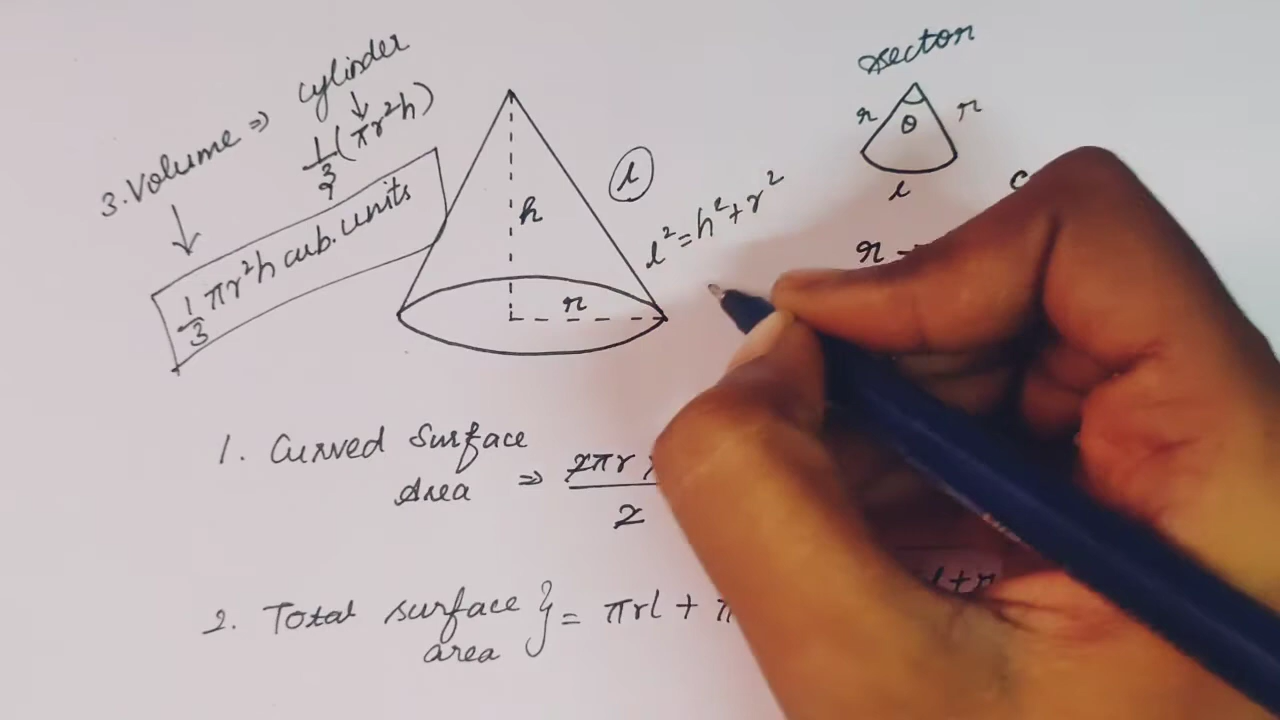 3. Volume ⇒ cylinder
↓
1/3 (πr²h)
↓
1/3 πr²h cub. units
h
r
l
l² = h² + r²
sector
r θ r
l
r
1. Curved Surface
Area ⇒ 2πr
2
2. Total surface } = πrl + π
area
l+r